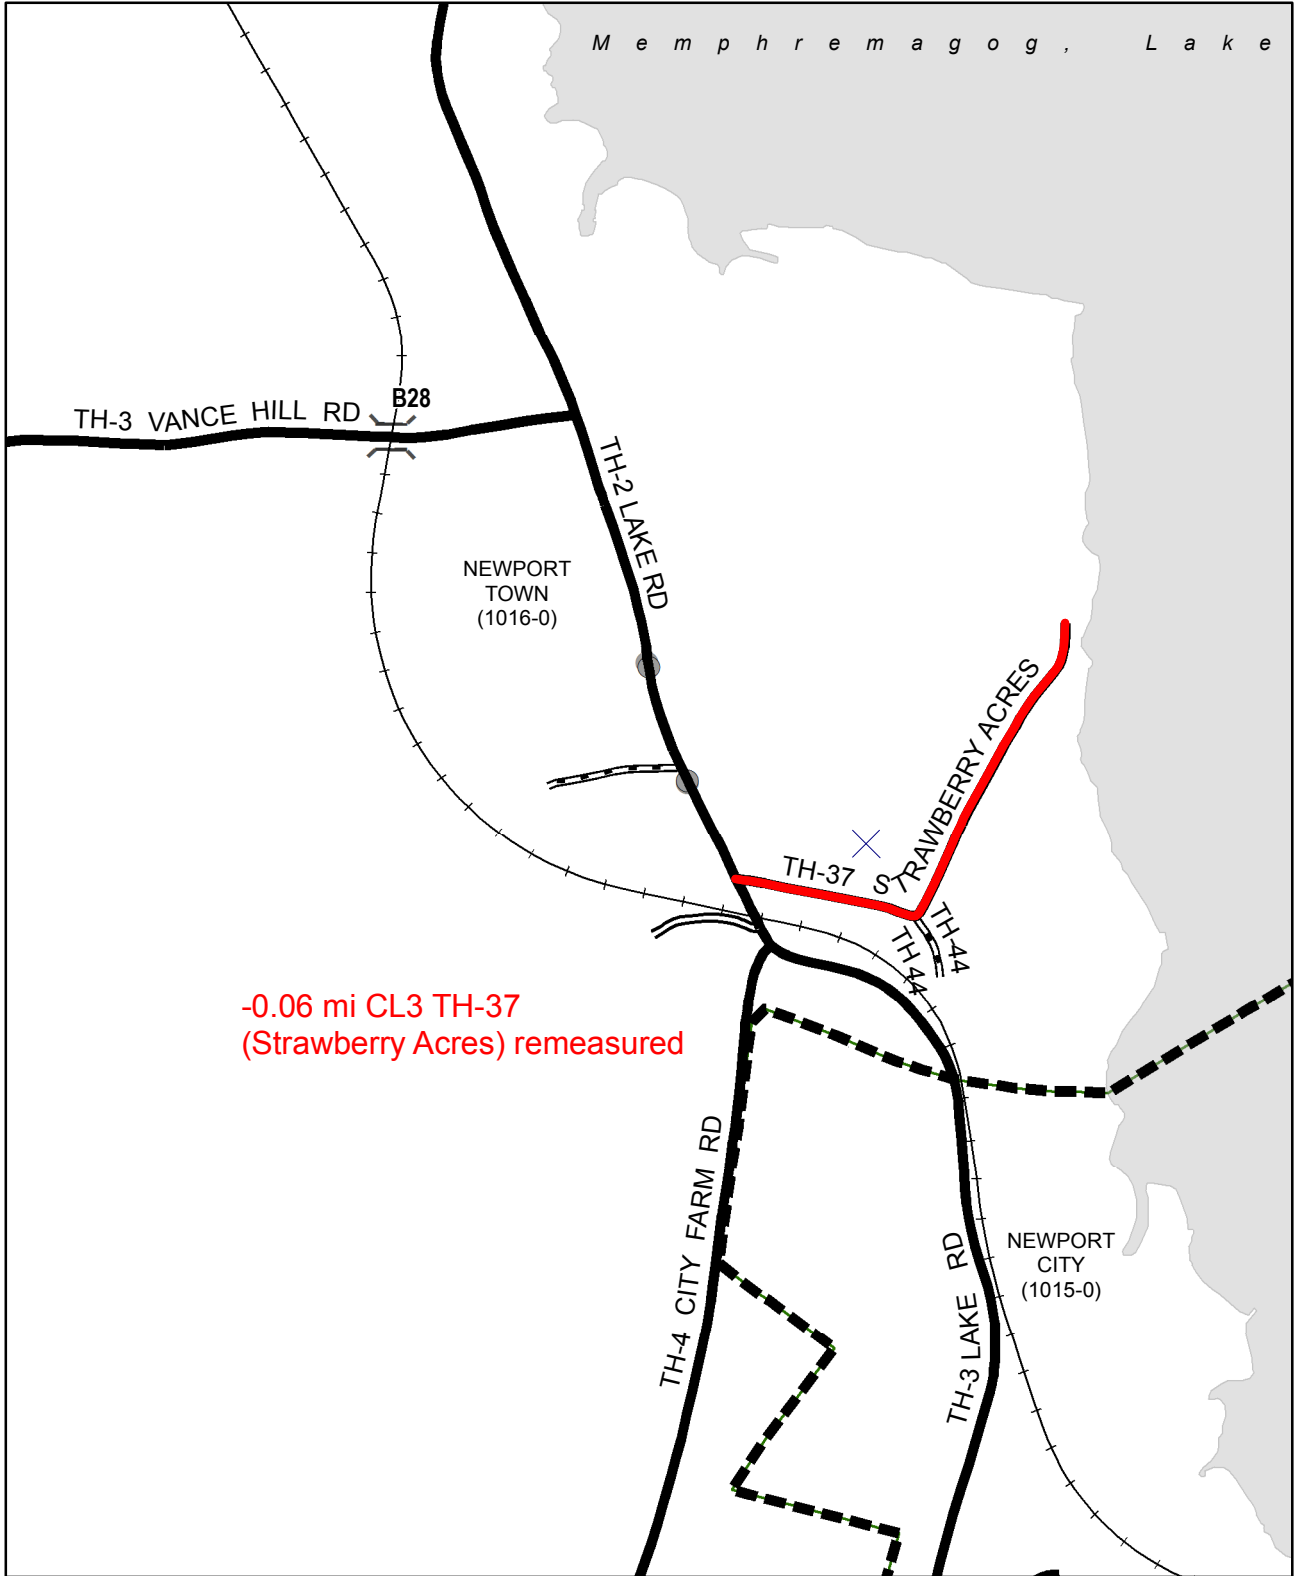 Memphremagog, Lake
B28
TH-3 VANCE HILL RD
TH-2 LAKE RD
NEWPORT
TOWN
(1016-0)
STRAWBERRY ACRES
TH-37
TH-44
TH 44
-0.06 mi CL3 TH-37
(Strawberry Acres) remeasured
TH-4 CITY FARM RD
TH-3 LAKE RD
NEWPORT
CITY
(1015-0)